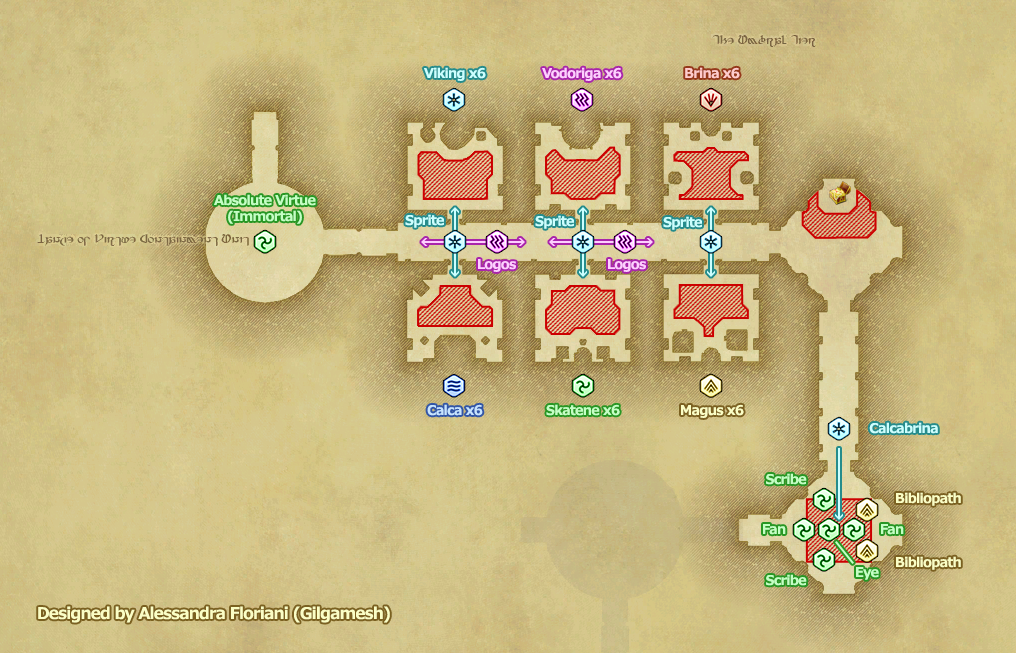 Viking x6
Vodoriga x6
Brina x6
Absolute Virtue
(Immortal)
Sprite
Sprite
Sprite
Logos
Logos
Calca x6
Skatene x6
Magus x6
Calcabrina
Scribe
Bibliopath
Fan
Fan
Bibliopath
Eye
Scribe
Designed by Alessandra Floriani (Gilgamesh)